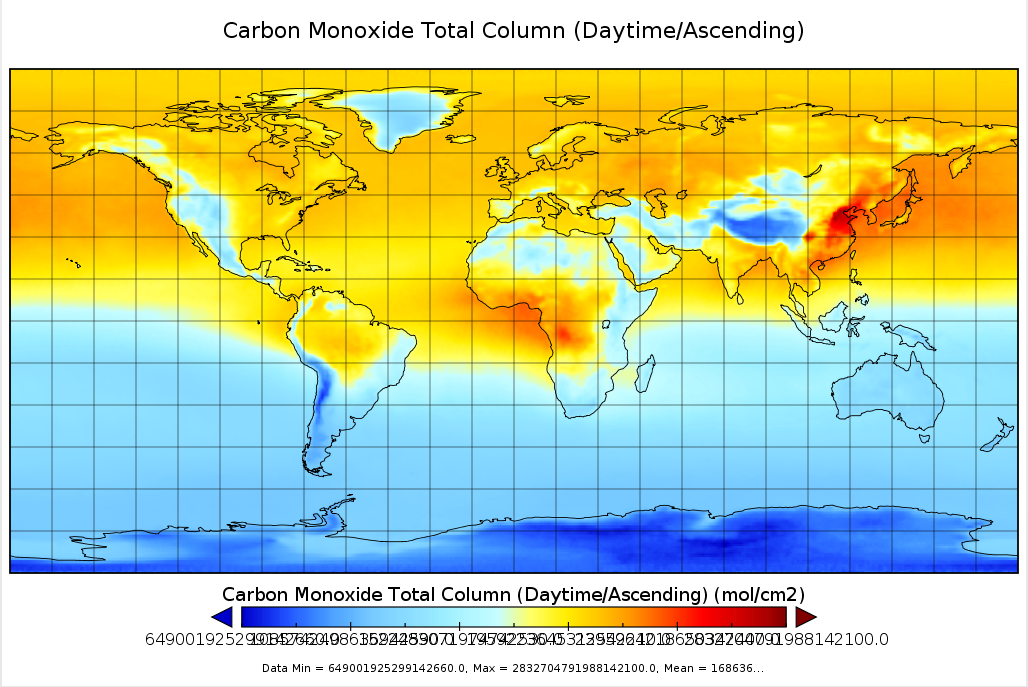 Carbon Monoxide Total Column (Daytime/Ascending)
Carbon Monoxide Total Column (Daytime/Ascending) (mol/cm2)
Data Min = 649001925299142660.0, Max = 2832704791988142100.0, Mean = 168636...